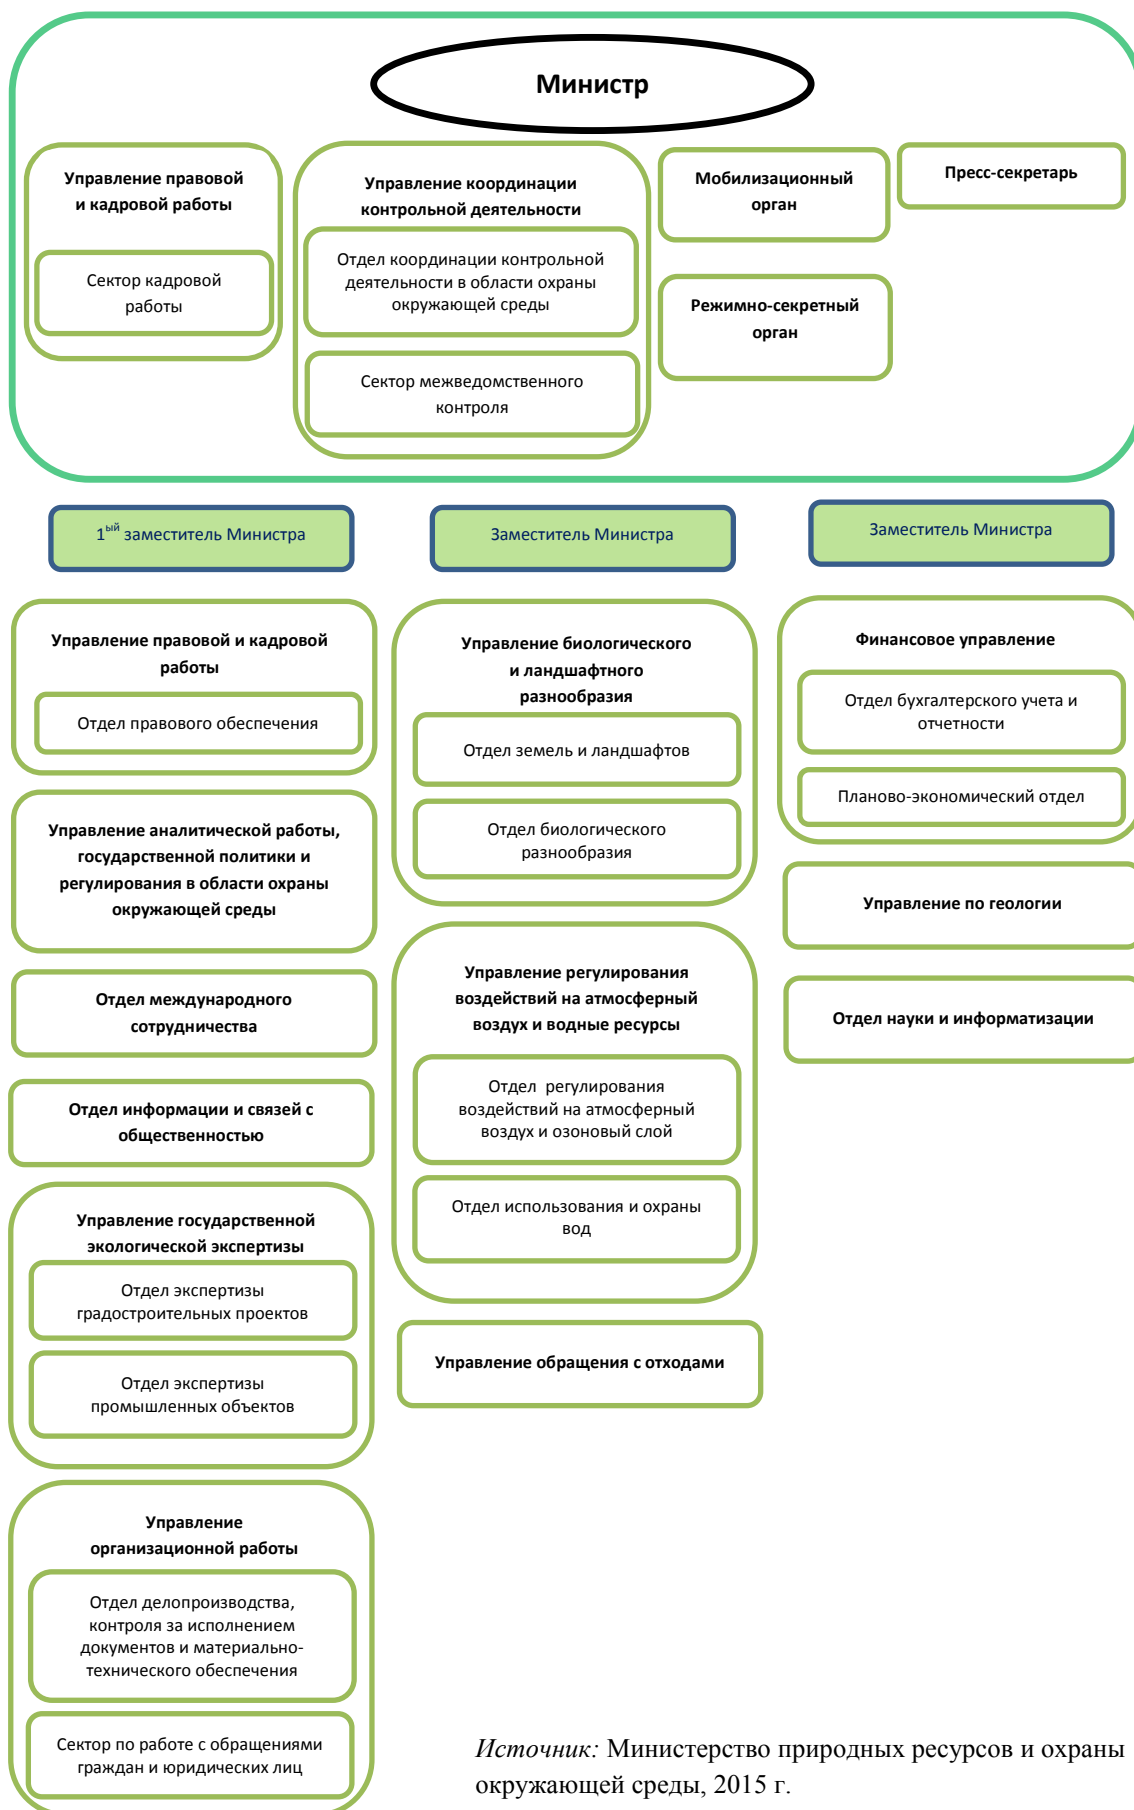 Министр
Управление правовой
и кадровой работы
Сектор кадровой
работы
Управление координации
контрольной деятельности
Отдел координации контрольной
деятельности в области охраны
окружающей среды
Сектор межведомственного
контроля
Мобилизационный
орган
Режимно-секретный
орган
Пресс-секретарь
1ый заместитель Министра
Управление правовой и кадровой
работы
Отдел правового обеспечения
Управление аналитической работы,
государственной политики и
регулирования в области охраны
окружающей среды
Отдел международного
сотрудничества
Отдел информации и связей с
общественностью
Управление государственной
экологической экспертизы
Отдел экспертизы
градостроительных проектов
Отдел экспертизы
промышленных объектов
Управление
организационной работы
Отдел делопроизводства,
контроля за исполнением
документов и материально-
технического обеспечения
Сектор по работе с обращениями
граждан и юридических лиц
Заместитель Министра
Управление биологического
и ландшафтного
разнообразия
Отдел земель и ландшафтов
Отдел биологического
разнообразия
Управление регулирования
воздействий на атмосферный
воздух и водные ресурсы
Отдел регулирования
воздействий на атмосферный
воздух и озоновый слой
Отдел использования и охраны
вод
Управление обращения с отходами
Заместитель Министра
Финансовое управление
Отдел бухгалтерского учета и
отчетности
Планово-экономический отдел
Управление по геологии
Отдел науки и информатизации
Источник: Министерство природных ресурсов и охраны
окружающей среды, 2015 г.